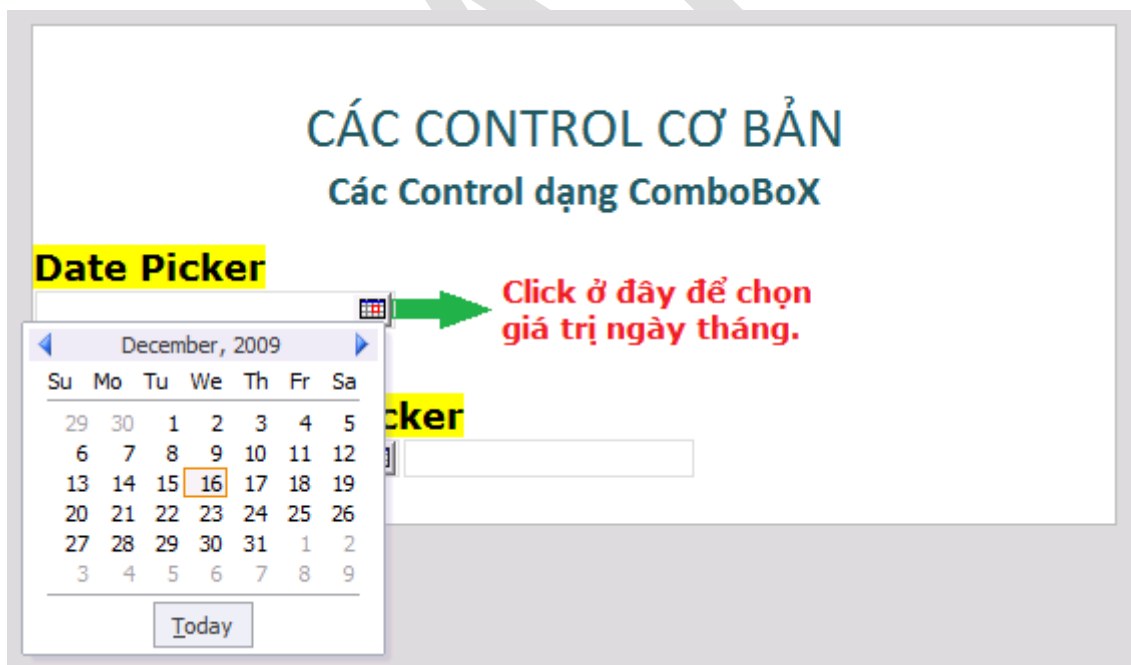 CÁC CONTROL CƠ BẢN
Các Control dạng ComboBoX
Date Picker
Click ở đây để chọn
giá trị ngày tháng.
December, 2009
Su Mo Tu We Th Fr Sa
29 30 1 2 3 4 5
6 7 8 9 10 11 12
13 14 15 16 17 18 19
20 21 22 23 24 25 26
27 28 29 30 31 1 2
3 4 5 6 7 8 9
Today